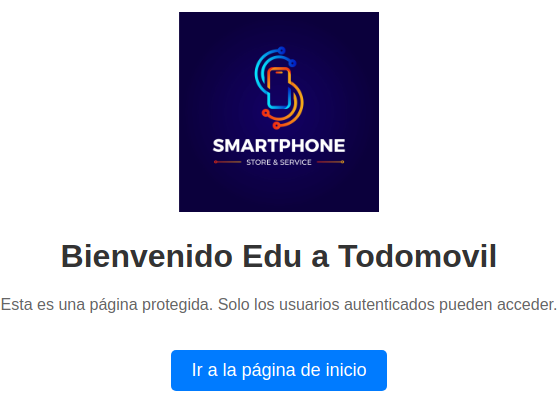 SMARTPHONE
STORE & SERVICE
Bienvenido Edu a Todomovil
Esta es una página protegida. Solo los usuarios autenticados pueden acceder.
Ir a la página de inicio